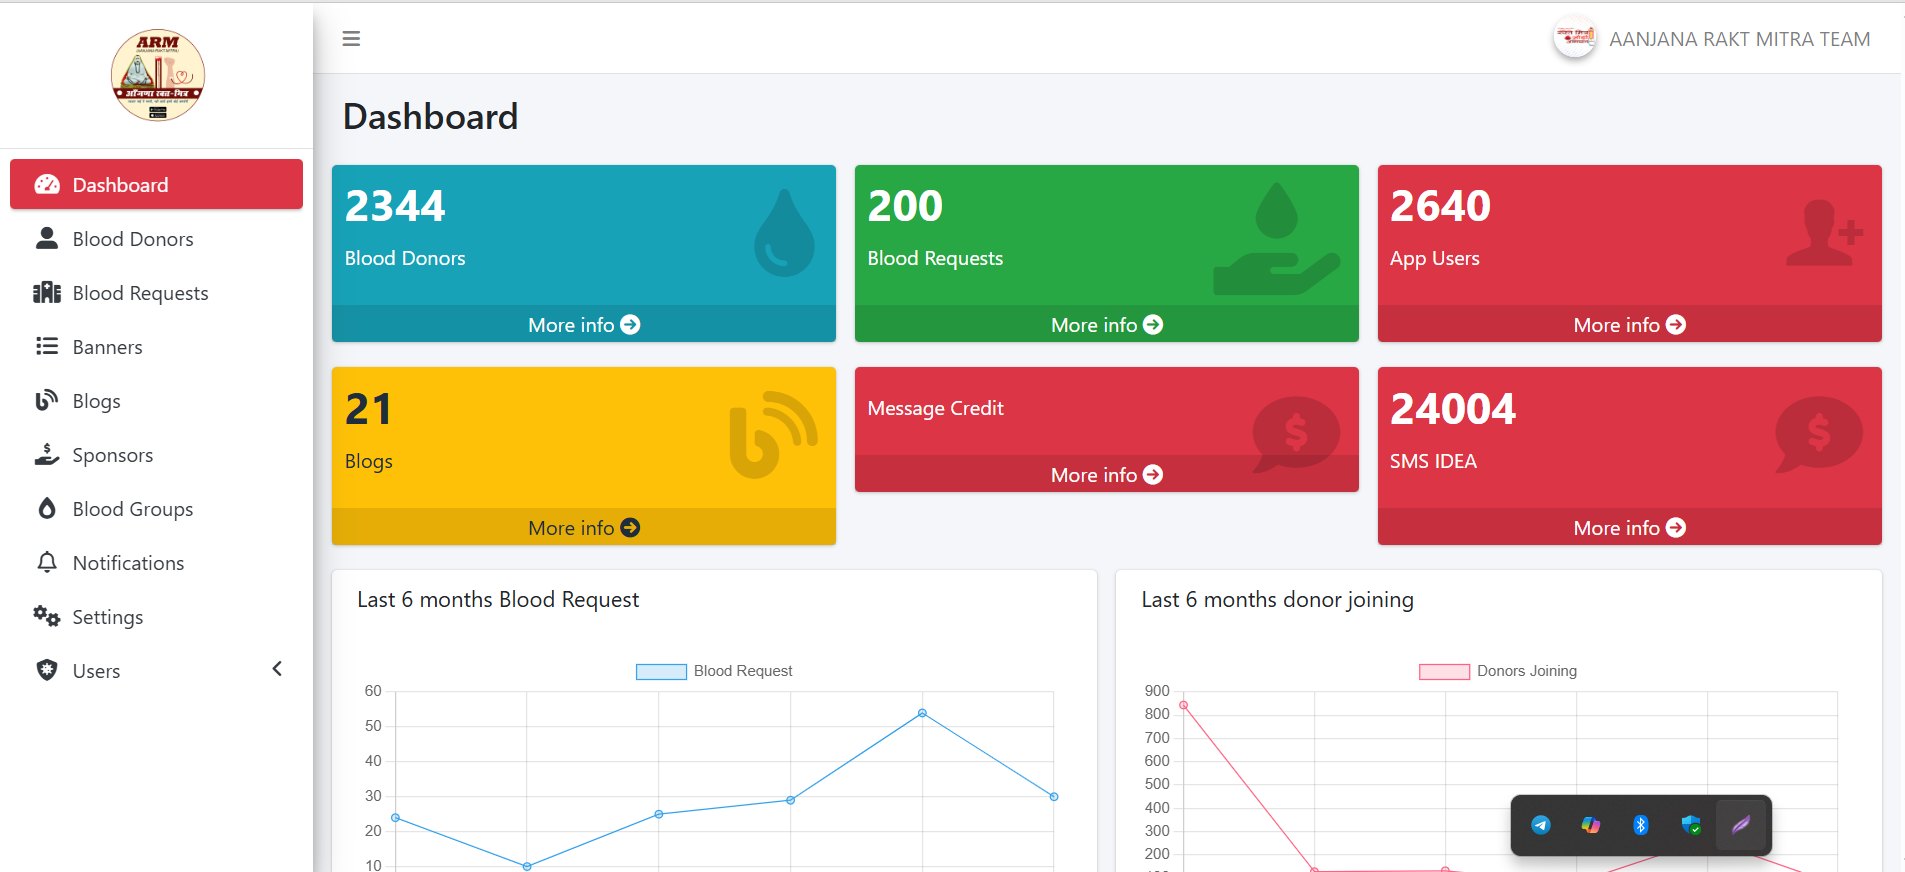 ARM
आँजणा रक्त-मित्र
AANJANA RAKT MITRA TEAM
Dashboard
Blood Donors
Blood Requests
Banners
Blogs
Sponsors
Blood Groups
Notifications
Settings
Users
Dashboard
2344
Blood Donors
More info
200
Blood Requests
More info
2640
App Users
More info
21
Blogs
More info
Message Credit
More info
24004
SMS IDEA
More info
Last 6 months Blood Request
Blood Request
60
50
40
30
20
10
Last 6 months donor joining
Donors Joining
900
800
700
600
500
400
300
200